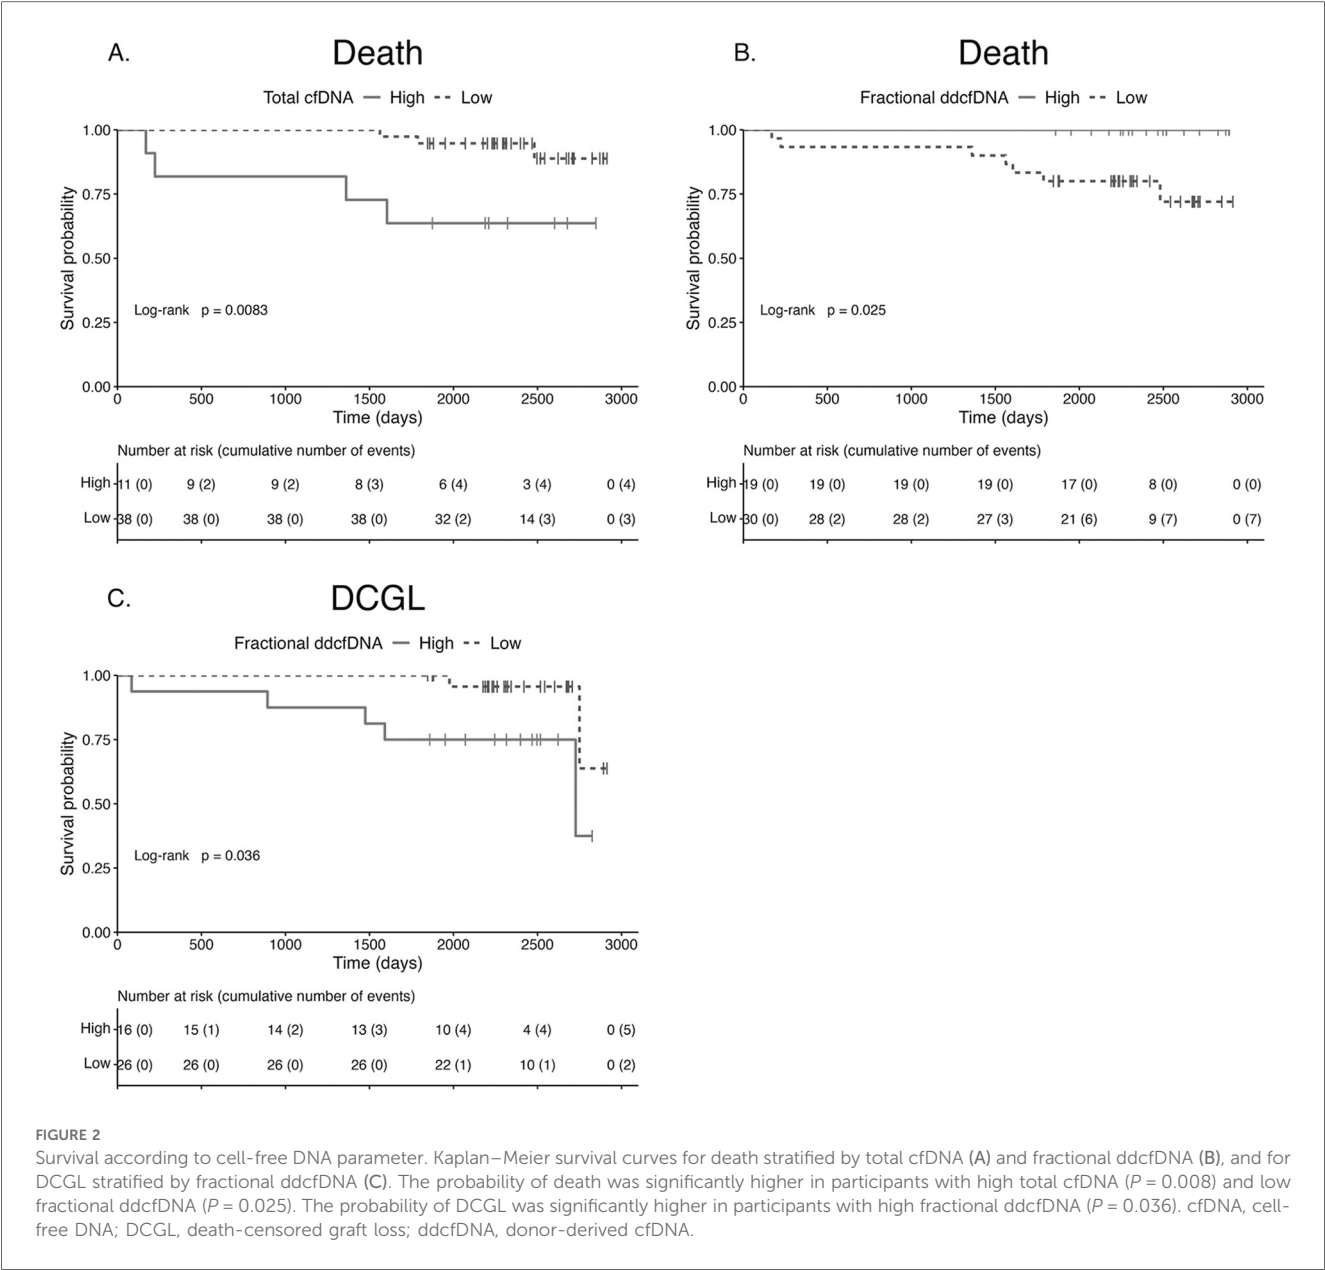 A.
Death
Total cfDNA High Low
1.00
0.75
0.50
0.25
0.00
Survival probability
Log-rank p = 0.0083
0 500 1000 1500 2000 2500 3000
Time (days)
Number at risk (cumulative number of events)
High 11 (0) 9 (2) 9 (2) 8 (3) 6 (4) 3 (4) 0 (4)
Low 38 (0) 38 (0) 38 (0) 38 (0) 32 (2) 14 (3) 0 (3)
B.
Death
Fractional ddcfDNA High Low
1.00
0.75
0.50
0.25
0.00
Survival probability
Log-rank p = 0.025
0 500 1000 1500 2000 2500 3000
Time (days)
Number at risk (cumulative number of events)
High 19 (0) 19 (0) 19 (0) 19 (0) 17 (0) 8 (0) 0 (0)
Low 30 (0) 28 (2) 28 (2) 27 (3) 21 (6) 9 (7) 0 (7)
C.
DCGL
Fractional ddcfDNA High Low
1.00
0.75
0.50
0.25
0.00
Survival probability
Log-rank p = 0.036
0 500 1000 1500 2000 2500 3000
Time (days)
Number at risk (cumulative number of events)
High 16 (0) 15 (1) 14 (2) 13 (3) 10 (4) 4 (4) 0 (5)
Low 26 (0) 26 (0) 26 (0) 26 (0) 22 (1) 10 (1) 0 (2)
FIGURE 2
Survival according to cell-free DNA parameter. Kaplan–Meier survival curves for death stratified by total cfDNA (A) and fractional ddcfDNA (B), and for
DCGL stratified by fractional ddcfDNA (C). The probability of death was significantly higher in participants with high total cfDNA (P = 0.008) and low
fractional ddcfDNA (P = 0.025). The probability of DCGL was significantly higher in participants with high fractional ddcfDNA (P = 0.036). cfDNA, cell-
free DNA; DCGL, death-censored graft loss; ddcfDNA, donor-derived cfDNA.